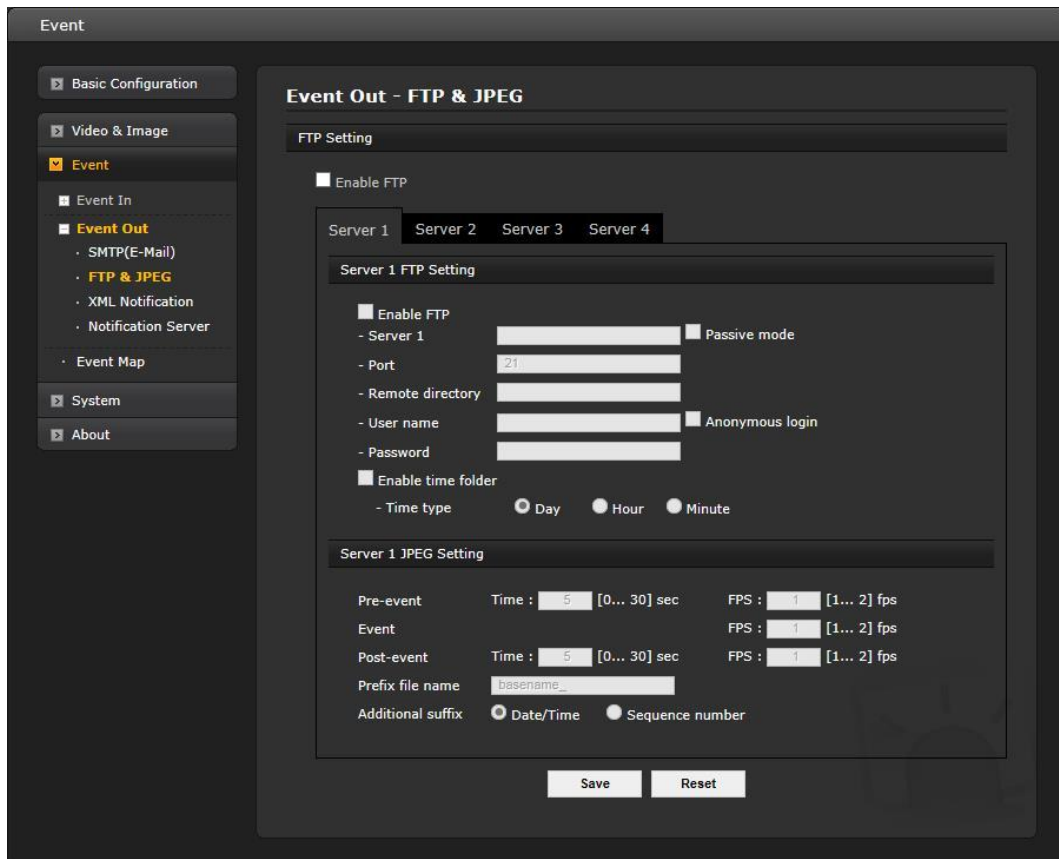 Event
Basic Configuration
Video & Image
Event
Event In
Event Out
· SMTP(E-Mail)
· FTP & JPEG
· XML Notification
· Notification Server
· Event Map
System
About
Event Out - FTP & JPEG
FTP Setting
Enable FTP
Server 1 Server 2 Server 3 Server 4
Server 1 FTP Setting
Enable FTP
- Server 1 Passive mode
- Port 21
- Remote directory
- User name Anonymous login
- Password
Enable time folder
- Time type Day Hour Minute
Server 1 JPEG Setting
Pre-event Time : 5 [0... 30] sec FPS : 1 [1... 2] fps
Event FPS : 1 [1... 2] fps
Post-event Time : 5 [0... 30] sec FPS : 1 [1... 2] fps
Prefix file name basename_
Additional suffix Date/Time Sequence number
Save Reset